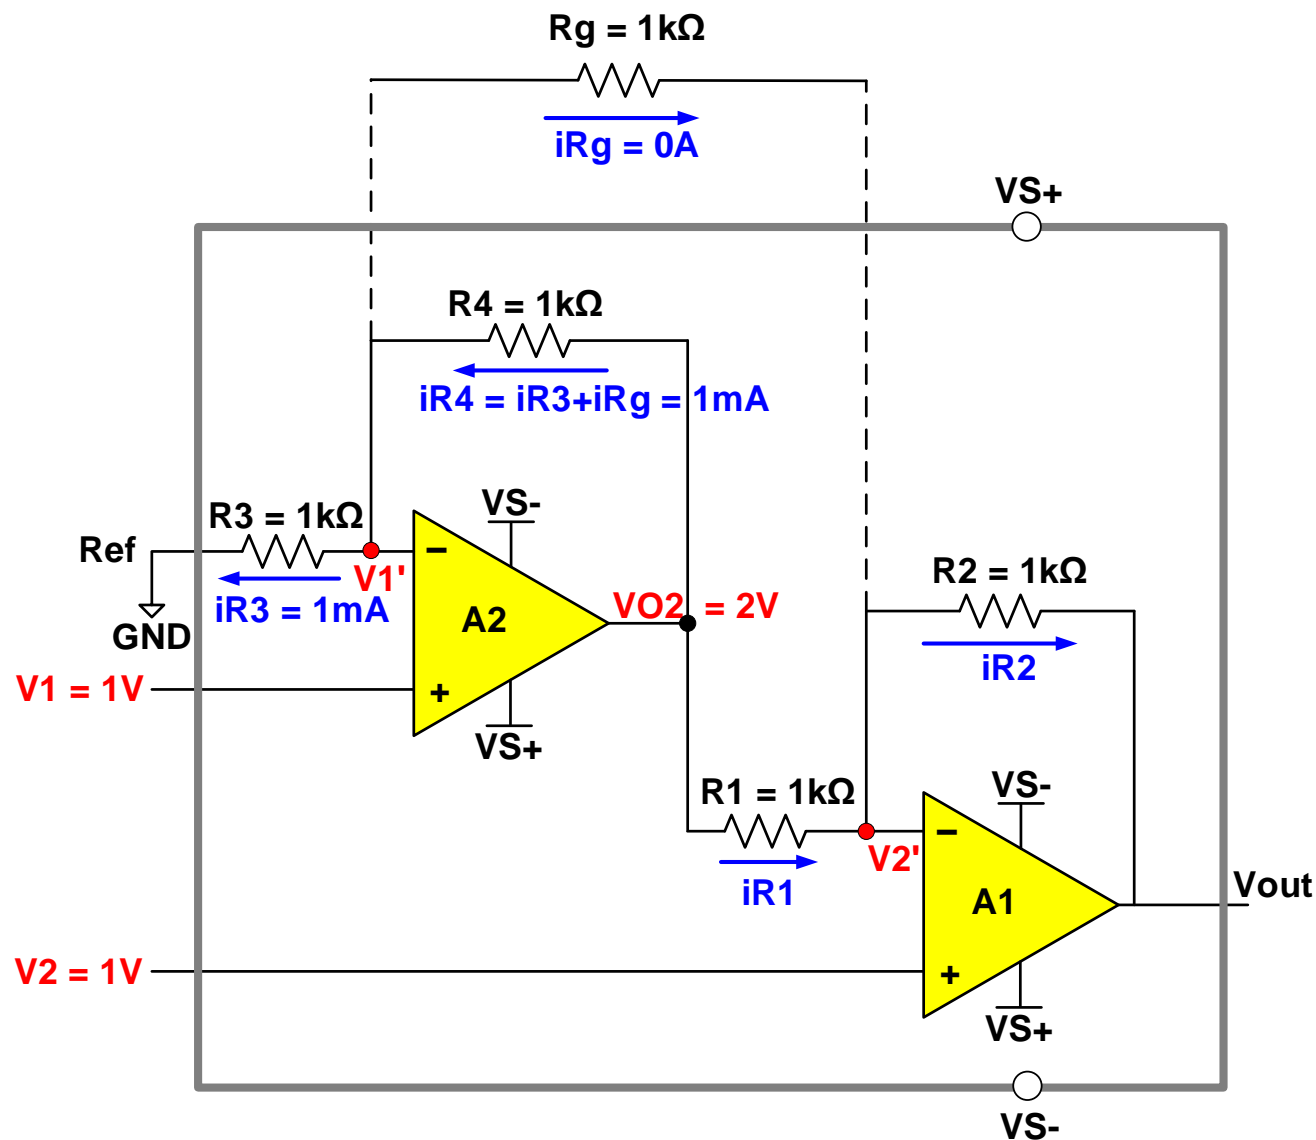 Rg = 1kΩ
iRg = 0A
VS+
R4 = 1kΩ
iR4 = iR3+iRg = 1mA
R3 = 1kΩ
VS-
Ref
−
V1'
R2 = 1kΩ
iR3 = 1mA
A2
VO2 = 2V
GND
iR2
V1 = 1V
+
VS+
R1 = 1kΩ
VS-
−
V2'
iR1
A1
Vout
V2 = 1V
+
VS+
VS-